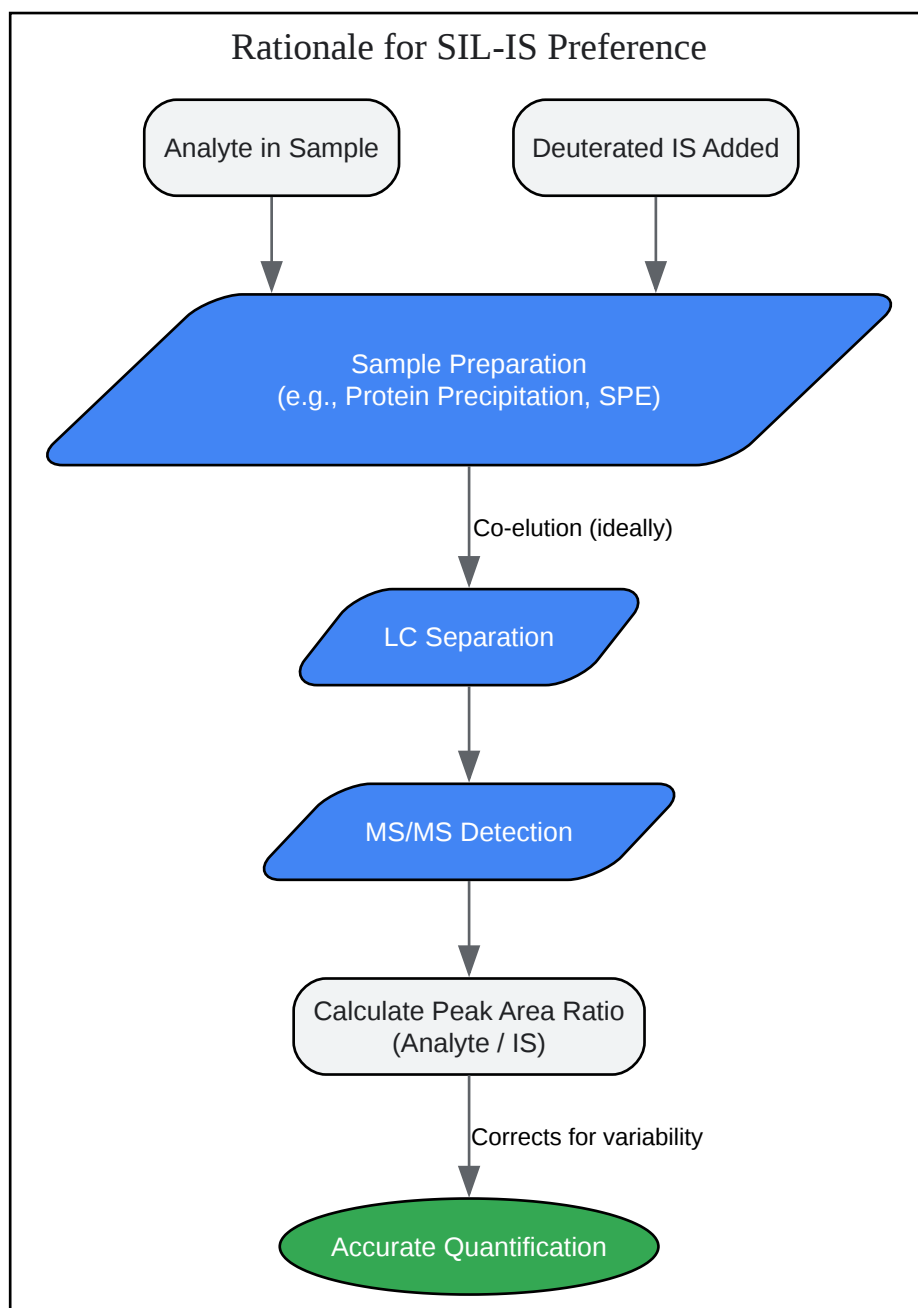 Rationale for SIL-IS Preference
Analyte in Sample
Deuterated IS Added
Sample Preparation
(e.g., Protein Precipitation, SPE)
Co-elution (ideally)
LC Separation
MS/MS Detection
Calculate Peak Area Ratio
(Analyte / IS)
Corrects for variability
Accurate Quantification